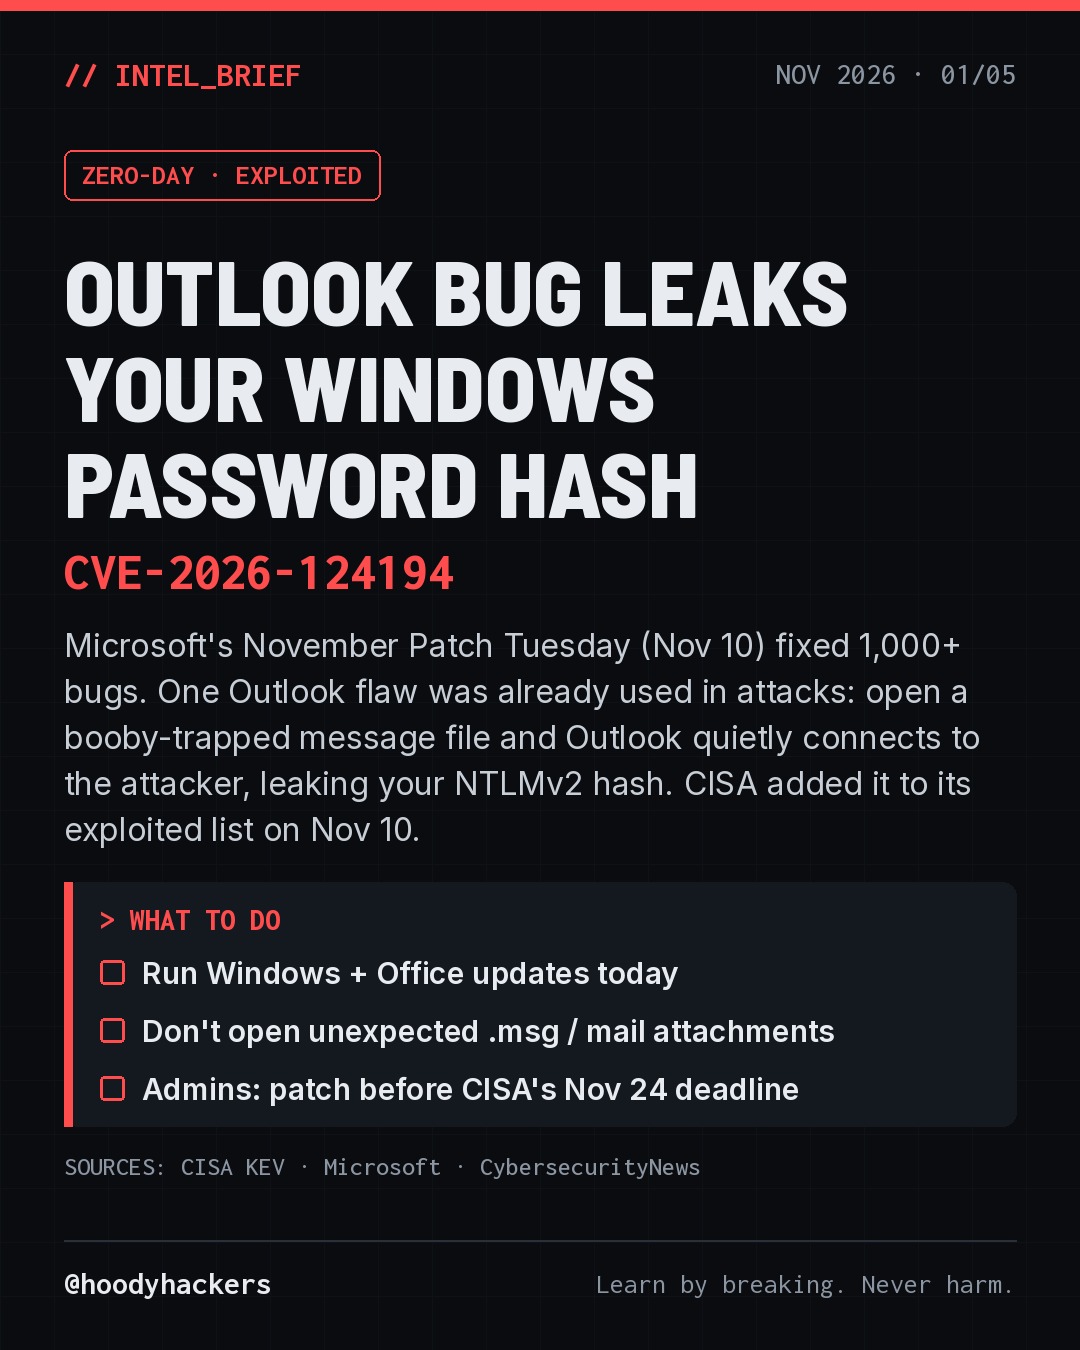 // INTEL_BRIEF
NOV 2026 · 01/05
ZERO-DAY · EXPLOITED
OUTLOOK BUG LEAKS
YOUR WINDOWS
PASSWORD HASH
CVE-2026-124194
Microsoft's November Patch Tuesday (Nov 10) fixed 1,000+
bugs. One Outlook flaw was already used in attacks: open a
booby-trapped message file and Outlook quietly connects to
the attacker, leaking your NTLMv2 hash. CISA added it to its
exploited list on Nov 10.
> WHAT TO DO
Run Windows + Office updates today
Don't open unexpected .msg / mail attachments
Admins: patch before CISA's Nov 24 deadline
SOURCES: CISA KEV · Microsoft · CybersecurityNews
@hoodyhackers
Learn by breaking. Never harm.